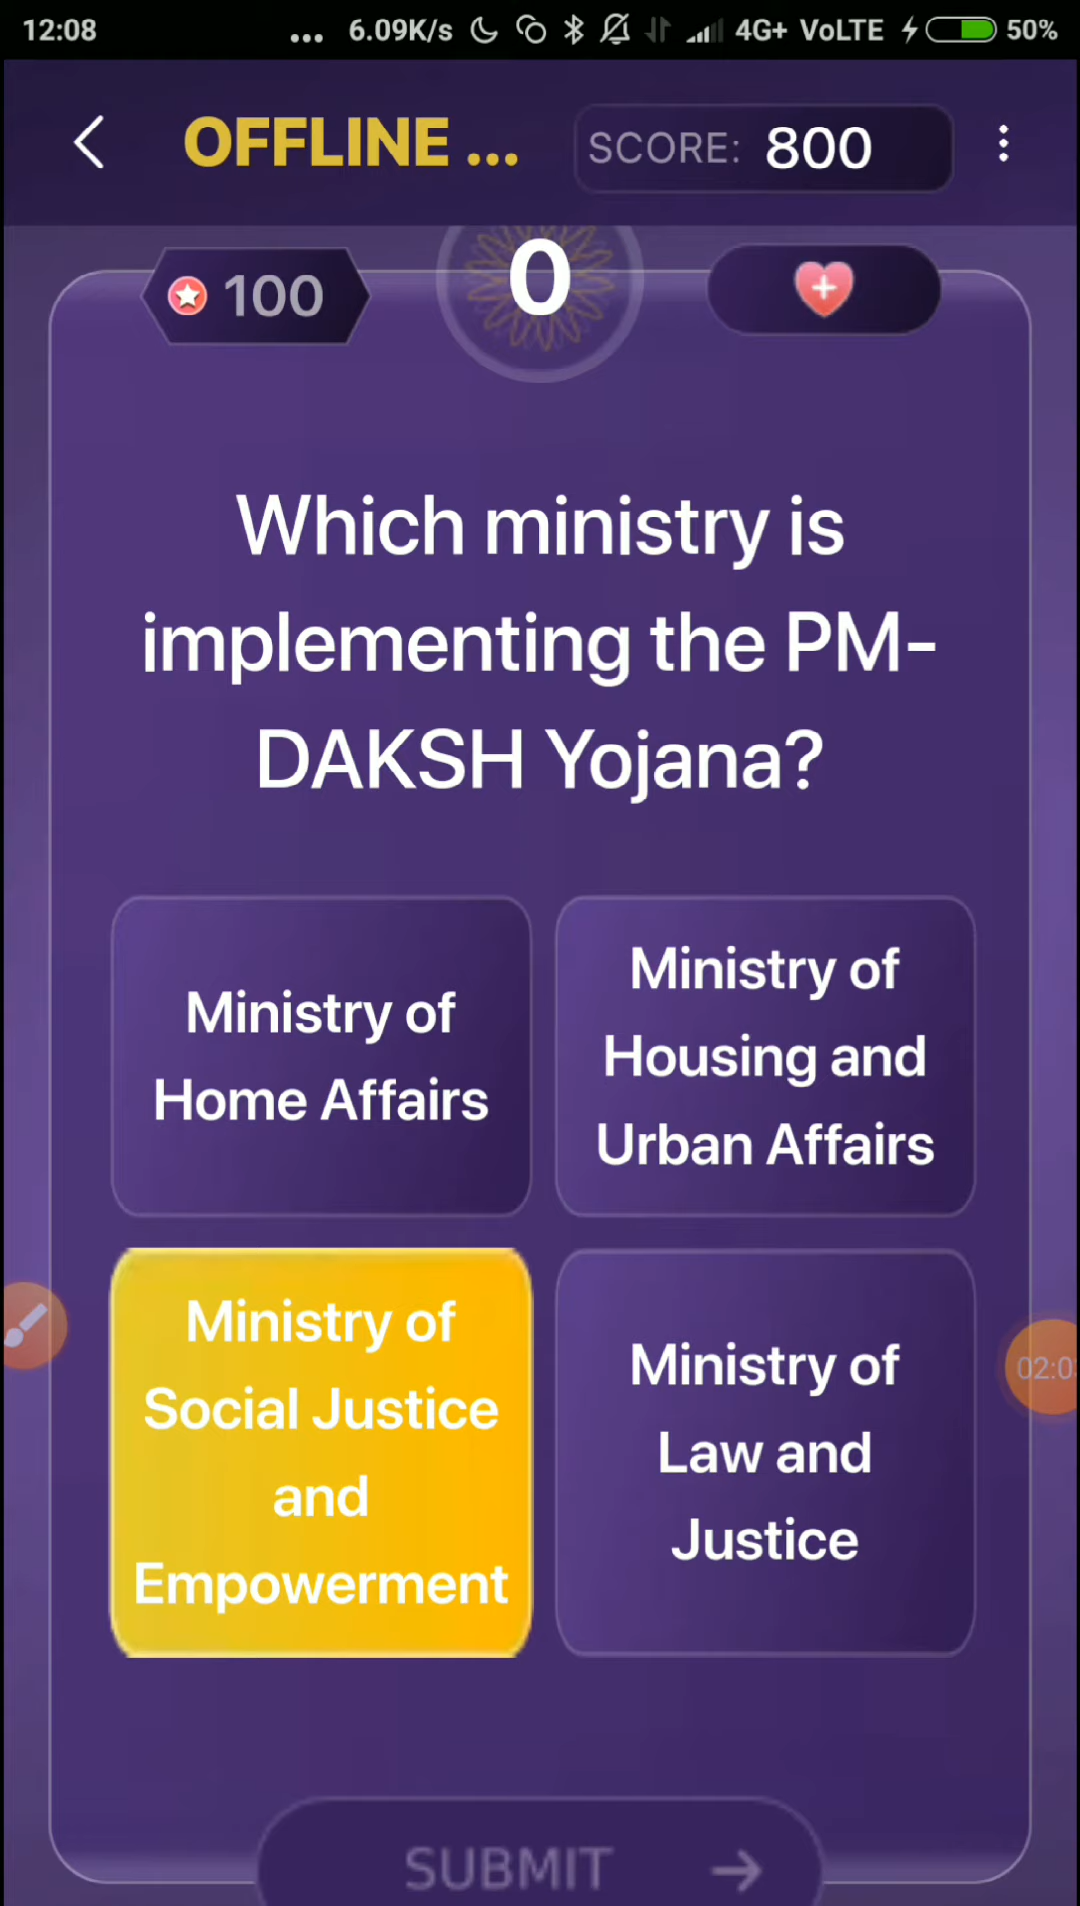 12:08 ... 6.09K/s 4G+ VoLTE 50%
OFFLINE ... SCORE: 800
100 0
Which ministry is
implementing the PM-
DAKSH Yojana?
Ministry of
Home Affairs
Ministry of
Housing and
Urban Affairs
Ministry of
Social Justice
and
Empowerment
Ministry of
Law and
Justice
02:0
SUBMIT